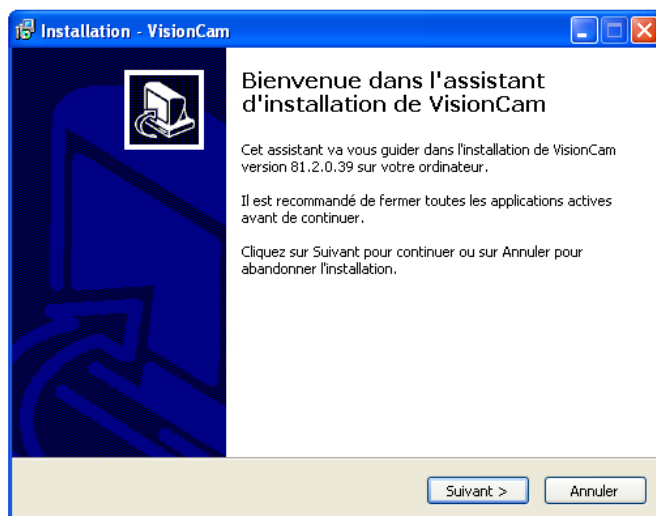 Installation - VisionCam
Bienvenue dans l'assistant
d'installation de VisionCam
Cet assistant va vous guider dans l'installation de VisionCam
version 81.2.0.39 sur votre ordinateur.
Il est recommandé de fermer toutes les applications actives
avant de continuer.
Cliquez sur Suivant pour continuer ou sur Annuler pour
abandonner l'installation.
Suivant >
Annuler